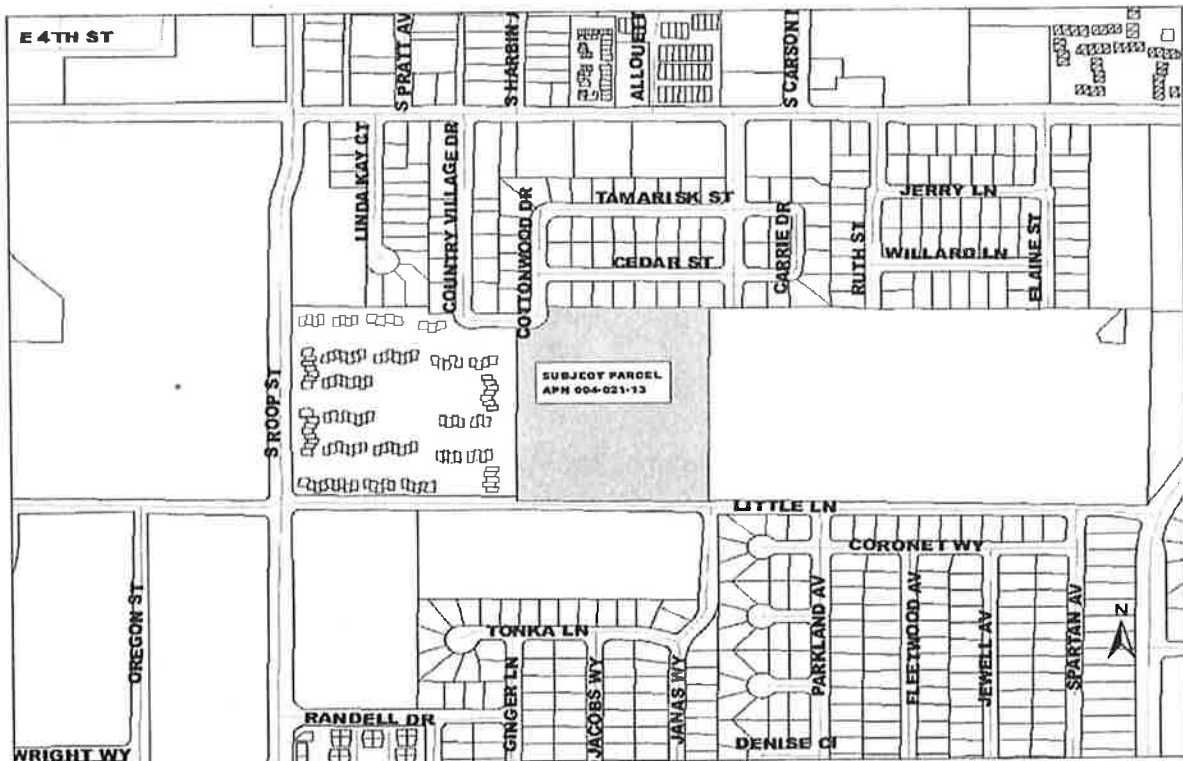 E 4TH ST
S PRATT AV
S HARBIN
S CARSON
LINDA KAY CT
COUNTRY VILLAGE DR
COTTONWOOD DR
TAMARISK ST
CEDAR ST
CARRIE DR
RUTH ST
JERRY LN
WILLARD LN
ELAINE ST
S ROOP ST
SUBJECT PARCEL
APN 004-021-13
LITTLE LN
CORONET WY
OREGON ST
TONKA LN
GINGER LN
JACOBS WY
JANAS WY
PARKLAND AV
FLEETWOOD AV
JEWELL AV
SPARTAN AV
N
RANDELL DR
DENISE CI
WRIGHT WY